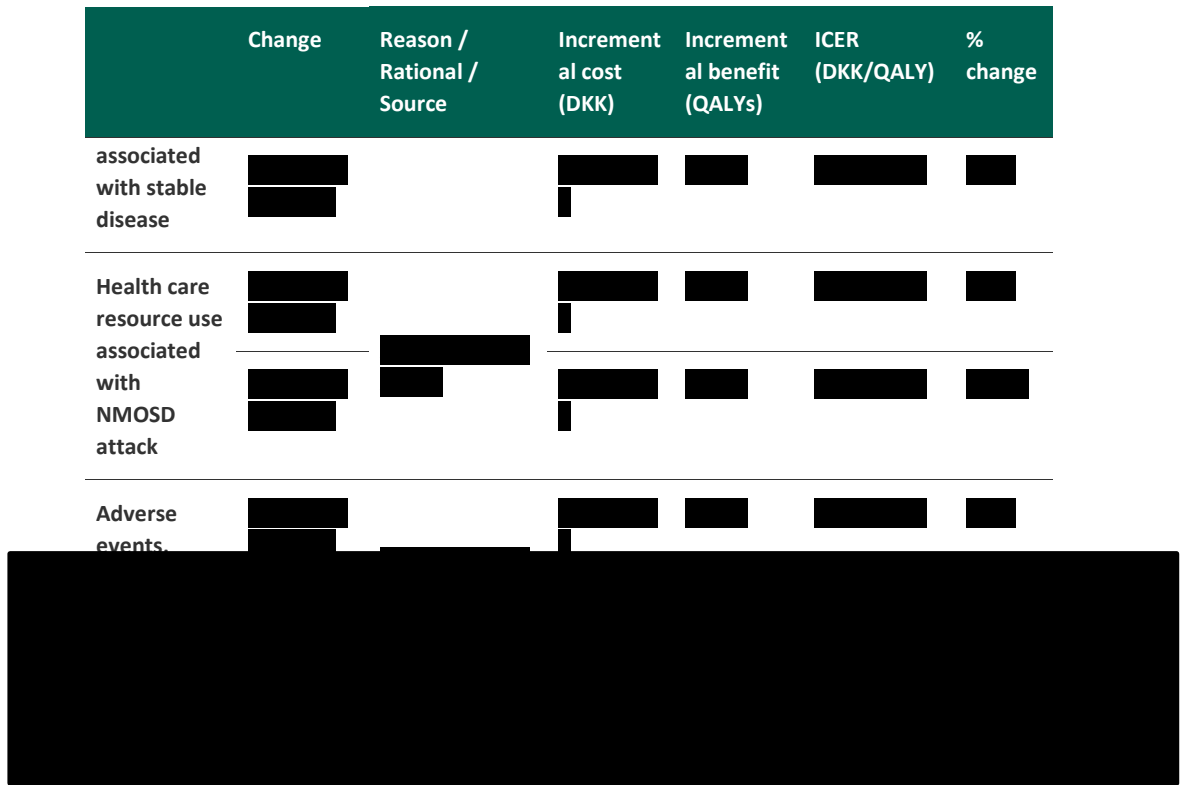 Change
Reason /
Rational /
Source
Increment
al cost
(DKK)
Increment
al benefit
(QALYs)
ICER
(DKK/QALY)
%
change
associated
with stable
disease
Health care
resource use
associated
with
NMOSD
attack
Adverse
events,